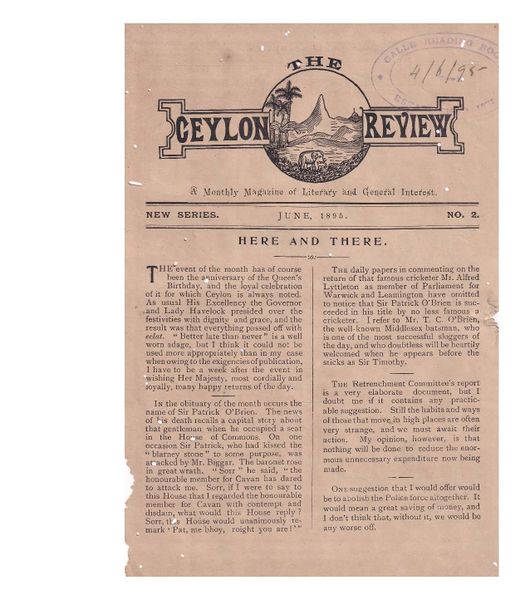 GALLE READING ROOM
4/6/95
THE
CEYLON REVIEW
A Monthly Magazine of Literary and General Interest.
NEW SERIES. JUNE, 1895. NO. 2.
HERE AND THERE.
THE event of the month has of course
been the anniversary of the Queen's
Birthday, and the loyal celebration
of it for which Ceylon is always noted.
As usual His Excellency the Governor
and Lady Havelock presided over the
festivities with dignity and grace, and the
result was that everything passed off with
eclat. "Better late than never" is a well
worn adage, but I think it could not be
used more appropriately than in my case
when owing to the exigencies of publication,
I have to be a week after the event in
wishing Her Majesty, most cordially and
loyally, many happy returns of the day.
In the obituary of the month occurs the
name of Sir Patrick O'Brien. The news
of his death recalls a capital story about
that gentleman when he occupied a seat
in the House of Commons. On one
occasion Sir Patrick, who had kissed the
"blarney stone" to some purpose, was
attacked by Mr. Biggar. The baronet rose
in great wrath. "Sorr" he said, "the
honourable member for Cavan has dared
to attack me. Sorr, if I were to say to
this House that I regarded the honourable
member for Cavan with contempt and
disdain, what would this House reply?
Sorr, this House would unanimously re-
mark 'Pat, me bhoy, roight you are!'"
THE daily papers in commenting on the
return of that famous cricketer Mr. Alfred
Lyttleton as member of Parliament for
Warwick and Leamington have omitted
to notice that Sir Patrick O'Brien is suc-
ceeded in his title by no less famous a
cricketer. I refer to Mr. T. C. O'Brien,
the well-known Middlesex batsman, who
is one of the most successful sloggers of
the day, and who doubtless will be heartily
welcomed when he appears before the
sticks as Sir Timothy.
THE Retrenchment Committee's report
is a very elaborate document, but I
doubt me if it contains any practic-
able suggestion. Still the habits and ways
of those that move in high places are often
very strange, and we must await their
action. My opinion, however, is that
nothing will be done to reduce the enor-
mous unnecessary expenditure now being
made.
ONE suggestion that I would offer would
be to abolish the Police force altogether. It
would mean a great saving of money, and
I don't think that, without it, we would be
any worse off.